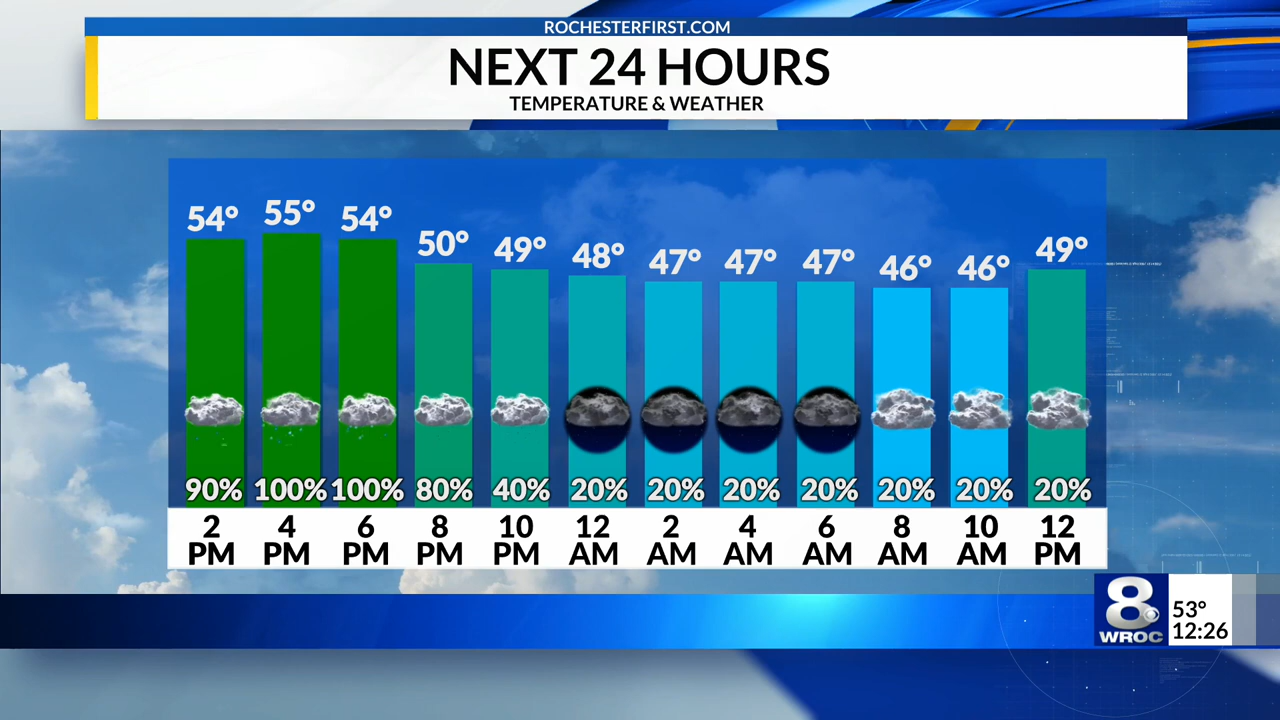 ROCHESTERFIRST.COM
NEXT 24 HOURS
TEMPERATURE & WEATHER
54° 55° 54° 50° 49° 48° 47° 47° 47° 46° 46° 49°
90% 100% 100% 80% 40% 20% 20% 20% 20% 20% 20% 20%
2 4 6 8 10 12 2 4 6 8 10 12
PM PM PM PM PM AM AM AM AM AM AM PM
8
WROC
53°
12:26